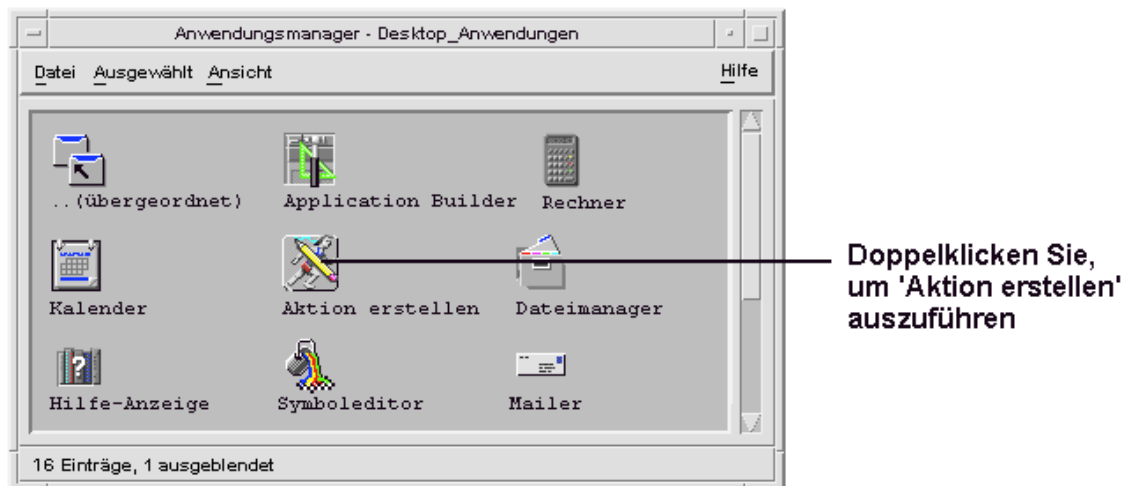 Anwendungsmanager - Desktop_Anwendungen
Datei Ausgewählt Ansicht Hilfe
..(übergeordnet) Application Builder Rechner
Kalender Aktion erstellen Dateimanager
Hilfe-Anzeige Symboleditor Mailer
16 Einträge, 1 ausgeblendet
Doppelklicken Sie,
um 'Aktion erstellen'
auszuführen